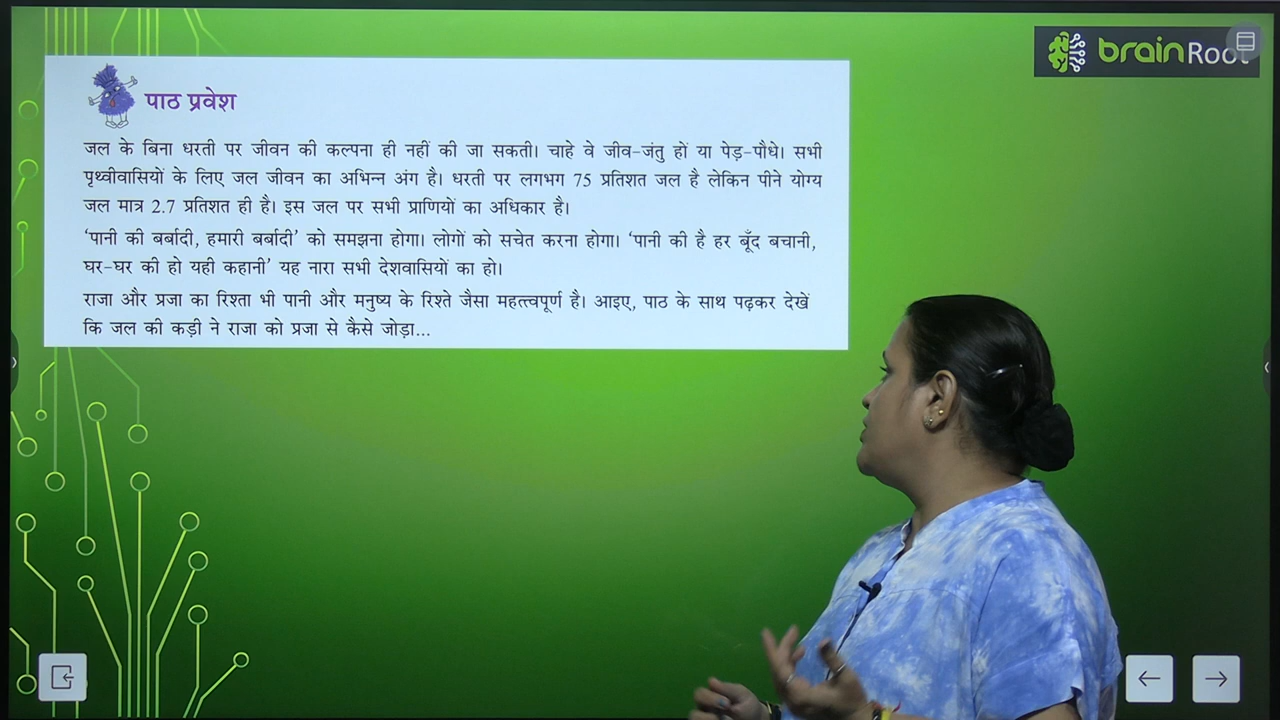 brainRoot
पाठ प्रवेश
जल के बिना धरती पर जीवन की कल्पना ही नहीं की जा सकती। चाहे वे जीव-जंतु हों या पेड़-पौधे। सभी
पृथ्वीवासियों के लिए जल जीवन का अभिन्न अंग है। धरती पर लगभग 75 प्रतिशत जल है लेकिन पीने योग्य
जल मात्र 2.7 प्रतिशत ही है। इस जल पर सभी प्राणियों का अधिकार है।
‘पानी की बर्बादी, हमारी बर्बादी’ को समझना होगा। लोगों को सचेत करना होगा। ‘पानी की है हर बूँद बचानी,
घर-घर की हो यही कहानी’ यह नारा सभी देशवासियों का हो।
राजा और प्रजा का रिश्ता भी पानी और मनुष्य के रिश्ते जैसा महत्त्वपूर्ण है। आइए, पाठ के साथ पढ़कर देखें
कि जल की कड़ी ने राजा को प्रजा से कैसे जोड़ा...